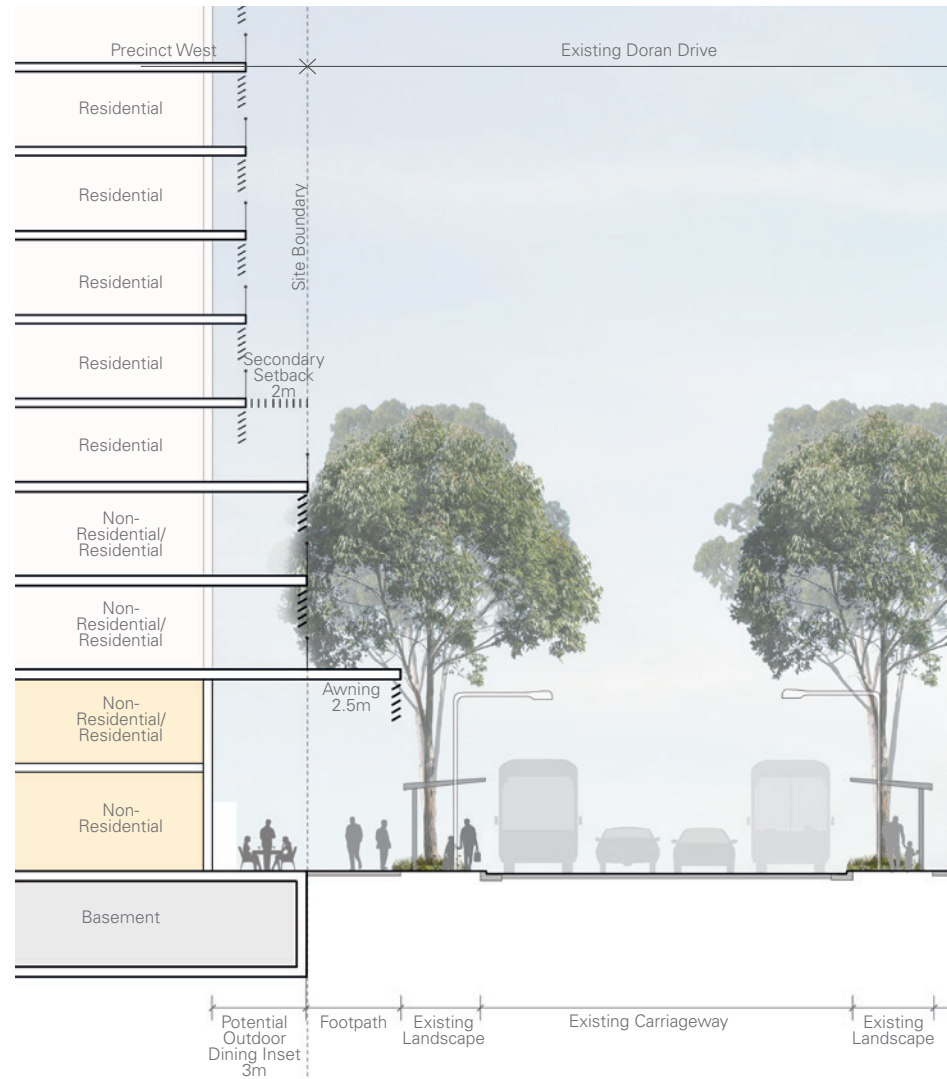 Precinct West
Existing Doran Drive
Residential
Residential
Site Boundary
Residential
Residential
Secondary
Setback
2m
Residential
Non-
Residential/
Residential
Non-
Residential/
Residential
Awning
2.5m
Non-
Residential/
Residential
Non-
Residential
Basement
Potential
Outdoor
Dining Inset
3m
Footpath
Existing
Landscape
Existing Carriageway
Existing
Landscape